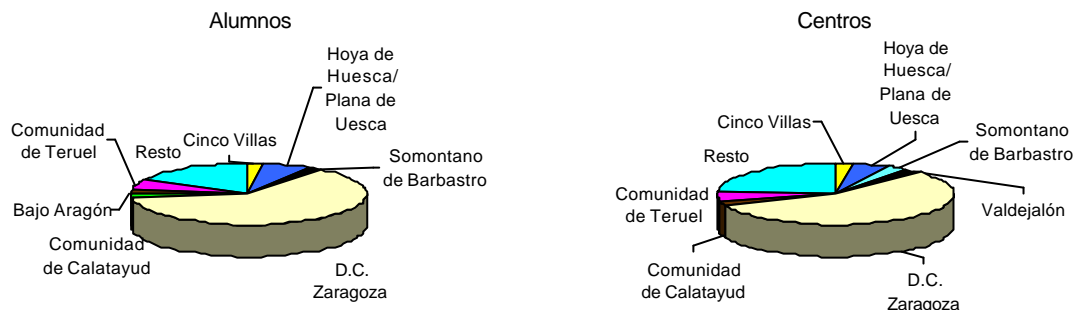 Alumnos
Hoya de
Huesca/
Plana de
Uesca
Cinco Villas
Comunidad
de Teruel
Resto
Somontano
de Barbastro
Bajo Aragón
Comunidad
de Calatayud
D.C.
Zaragoza
Centros
Hoya de
Huesca/
Plana de
Uesca
Cinco Villas
Somontano
de Barbastro
Resto
Comunidad
de Teruel
Valdejalón
Comunidad
de Calatayud
D.C.
Zaragoza